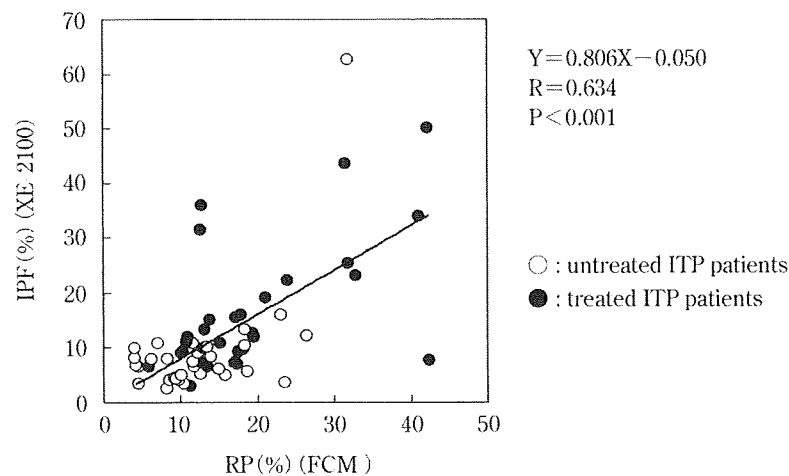 70
60
50
40
30
20
10
0
IPF(%) (XE 2100)
0 10 20 30 40 50
RP(%) (FCM)
Y=0.806X−0.050
R=0.634
P<0.001
○ : untreated ITP patients
● : treated ITP patients